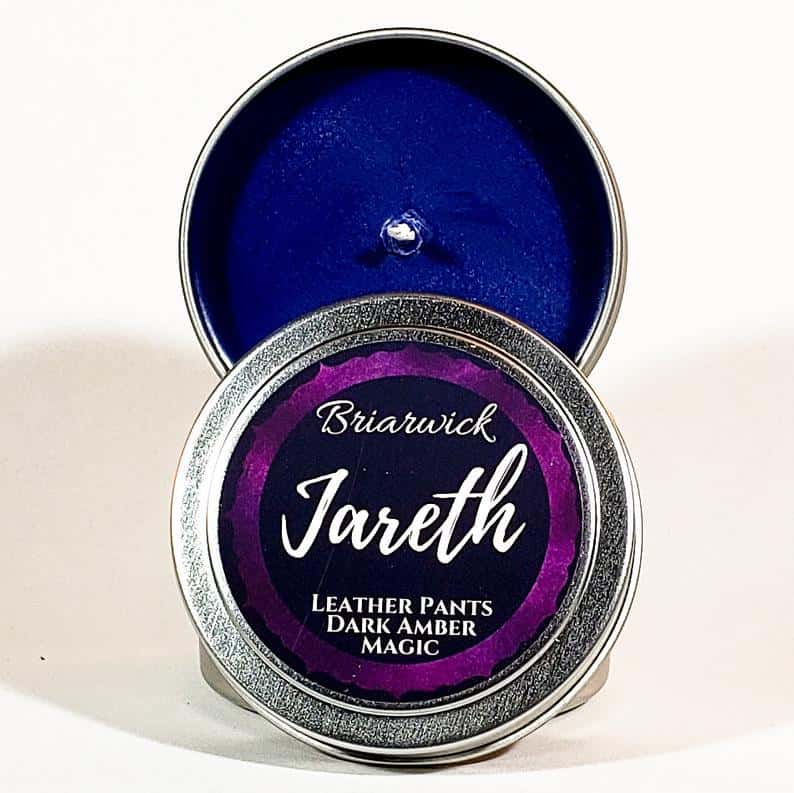 Briarwick
Jareth
Leather Pants
Dark Amber
Magic